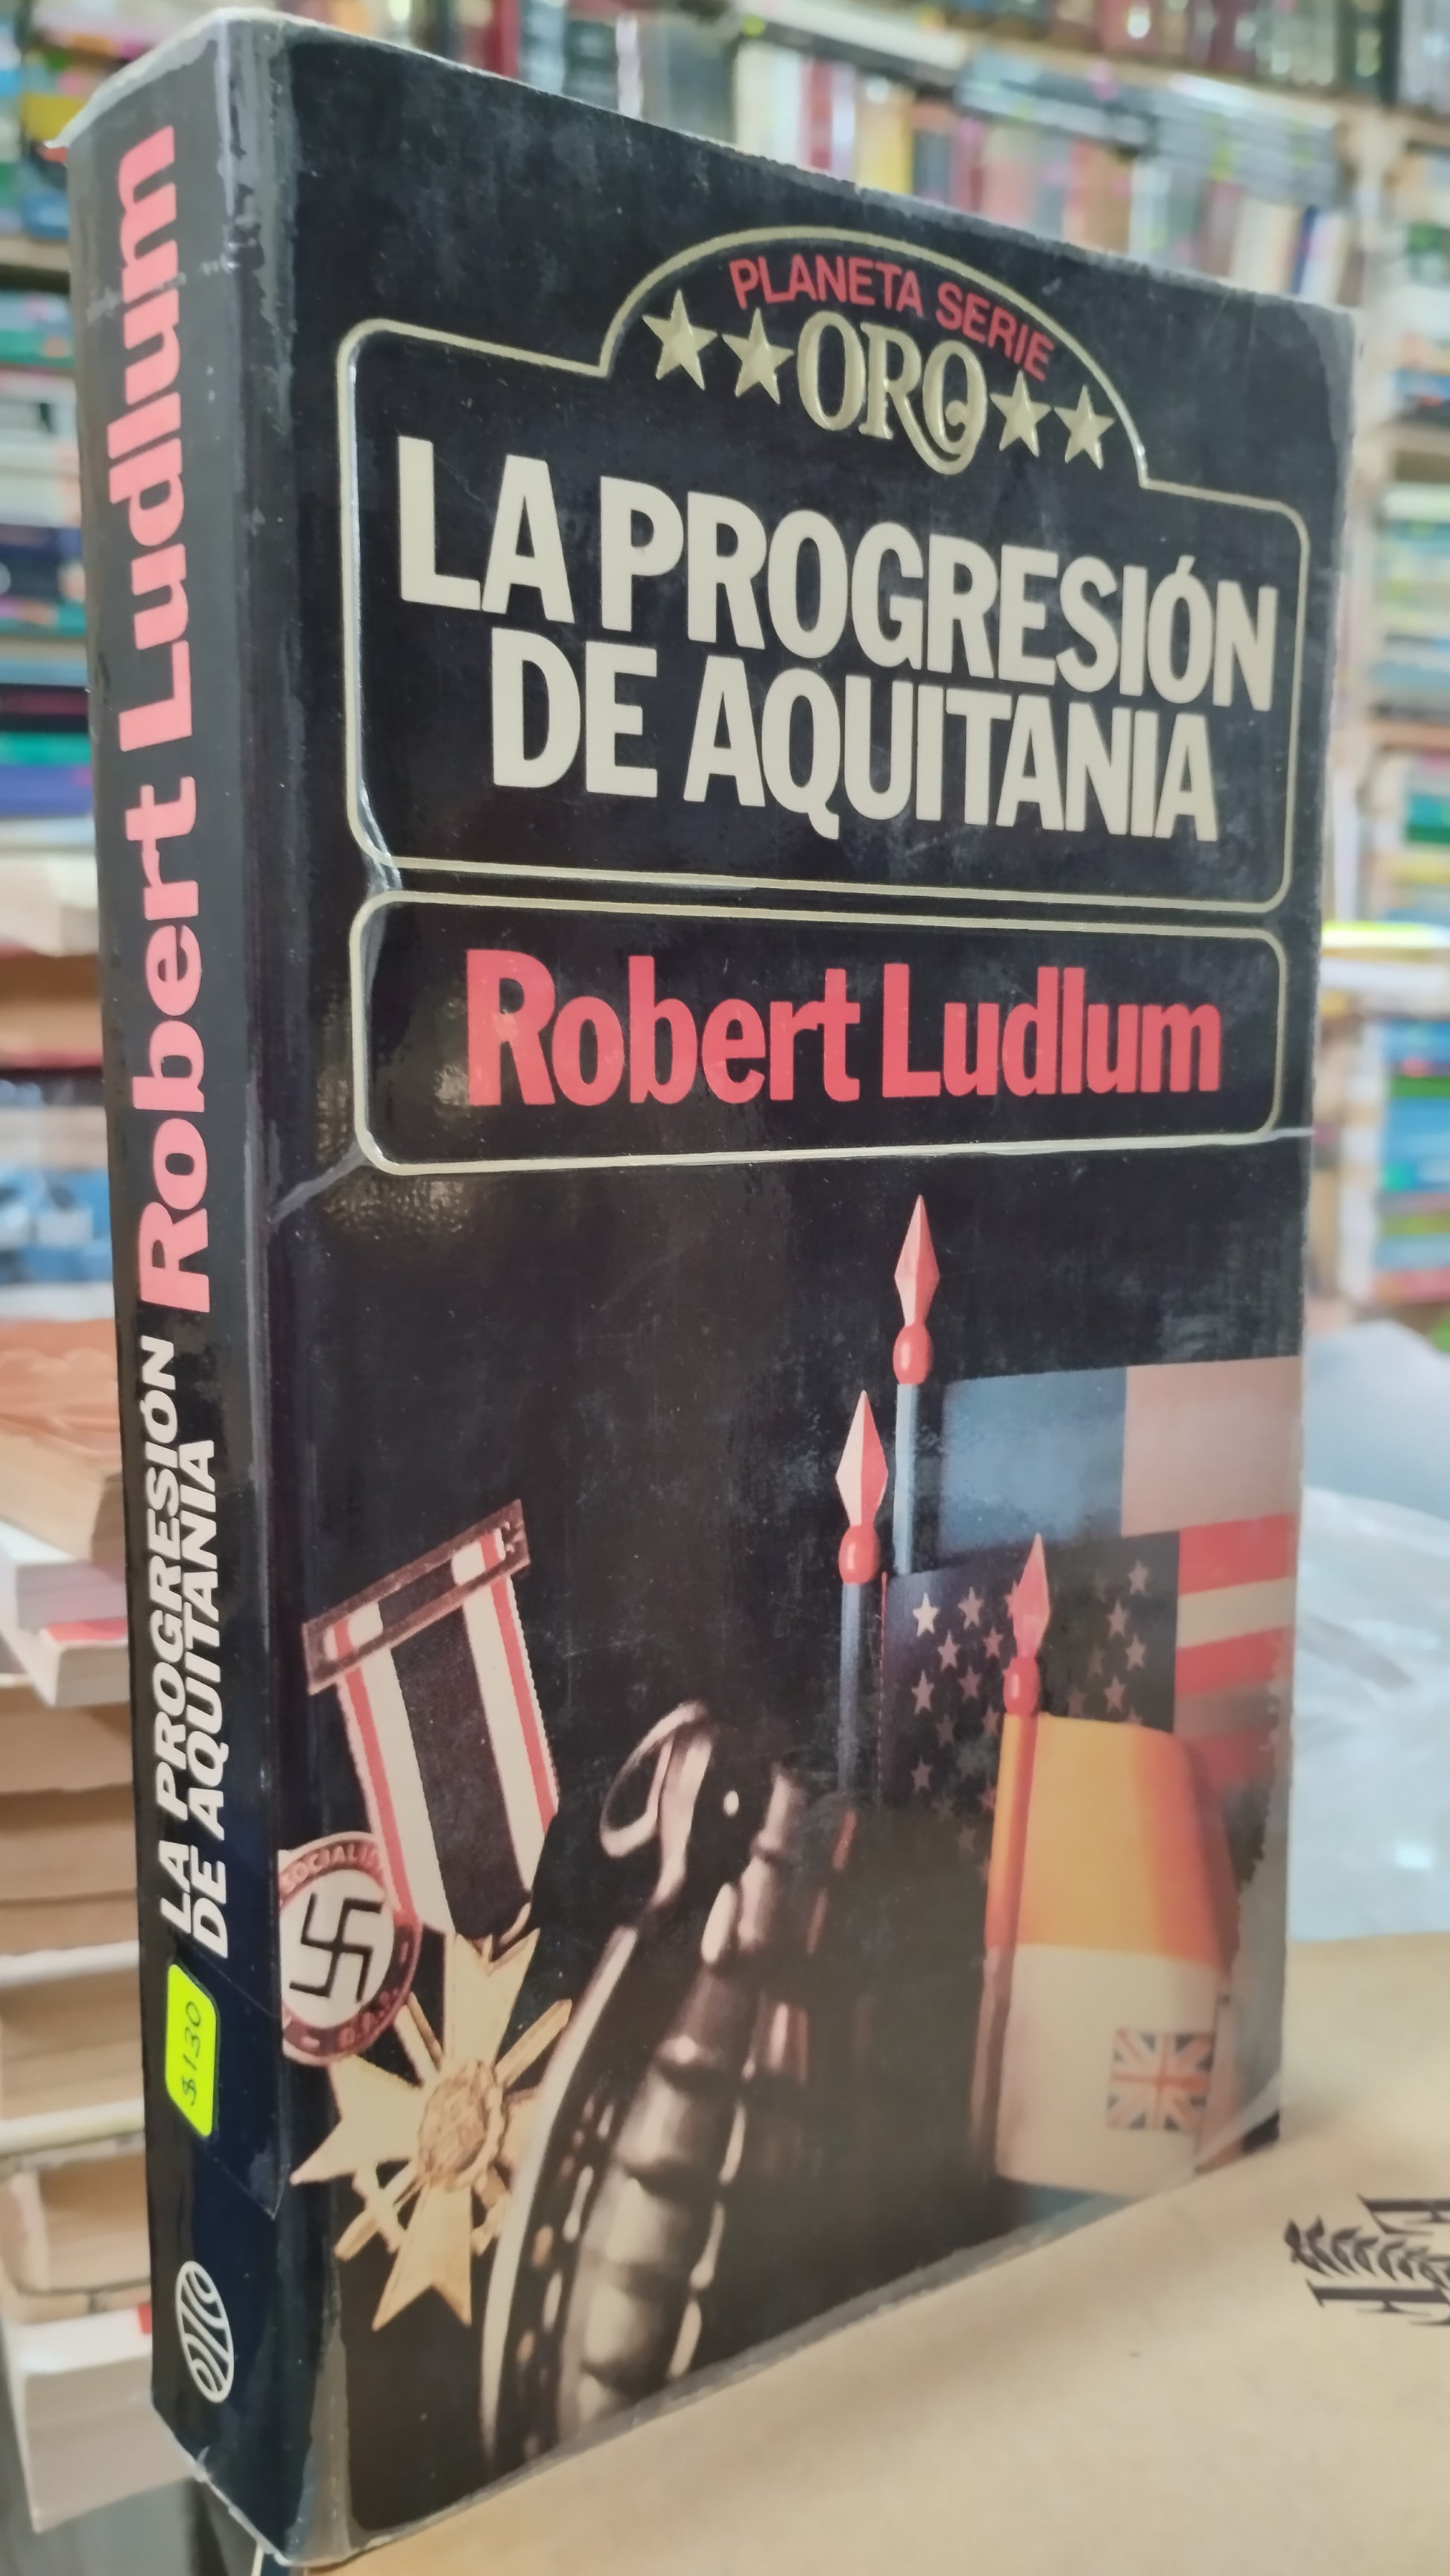 PLANETA SERIE
ORO
LA PROGRESIÓN
DE AQUITANIA
Robert Ludlum
Robert Ludlum
LA PROGRESIÓN
DE AQUITANIA
$130